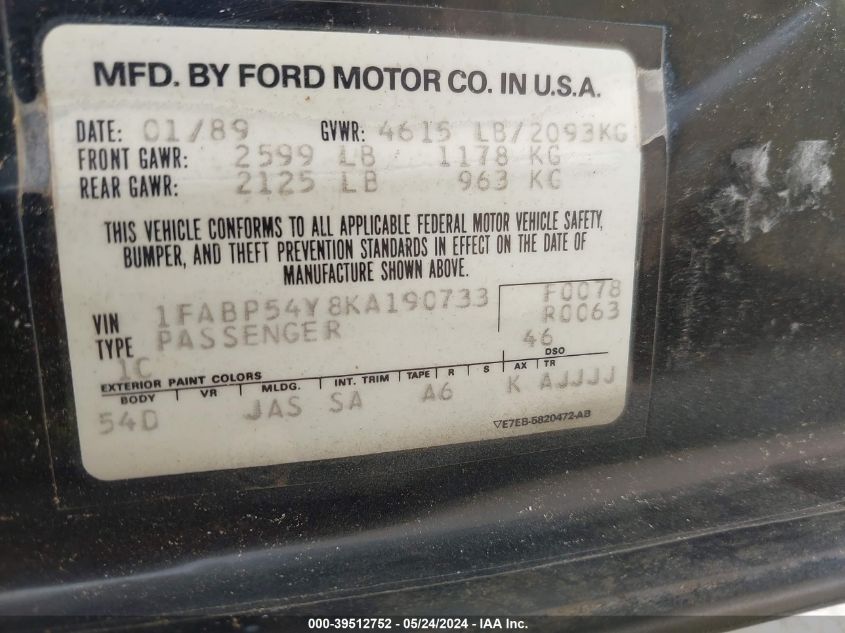 MFD. BY FORD MOTOR CO. IN U.S.A.
DATE: 01/89 GVWR: 4615 LB/2093KG
FRONT GAWR: 2599 LB 1178 KG
REAR GAWR: 2125 LB 963 KG
THIS VEHICLE CONFORMS TO ALL APPLICABLE FEDERAL MOTOR VEHICLE SAFETY,
BUMPER, AND THEFT PREVENTION STANDARDS IN EFFECT ON THE DATE OF
MANUFACTURE SHOWN ABOVE.
VIN 1FABP54Y8KA190733 F0078
TYPE PASSENGER R0063
1C 46
EXTERIOR PAINT COLORS DSO
BODY VR MLDG. INT. TRIM TAPE R S AX TR
54D JAS SA A6 K AJJJJ
E7EB-5820472-AB
000-39512752 - 05/24/2024 - IAA Inc.